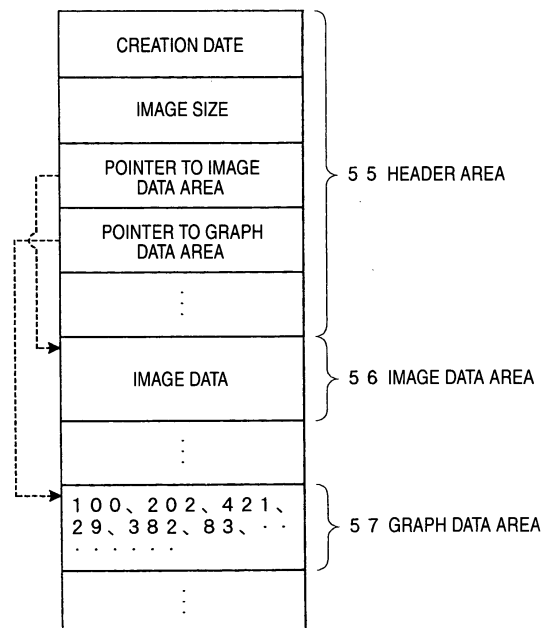 CREATION DATE
IMAGE SIZE
POINTER TO IMAGE
DATA AREA
POINTER TO GRAPH
DATA AREA
５５ HEADER AREA
IMAGE DATA
５６ IMAGE DATA AREA
１００、２０２、４２１、
２９、３８２、８３、‥
‥‥‥
５７ GRAPH DATA AREA